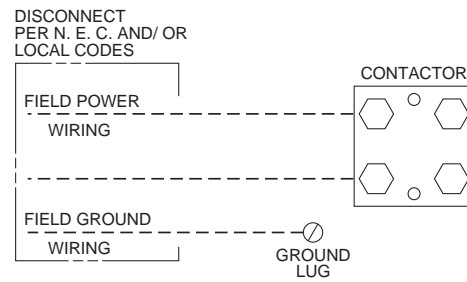 DISCONNECT
PER N. E. C. AND/ OR
LOCAL CODES
CONTACTOR
FIELD POWER
WIRING
FIELD GROUND
WIRING
GROUND
LUG